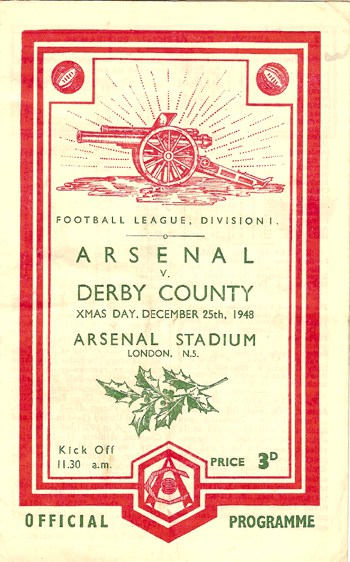 FOOTBALL LEAGUE, DIVISION I.
ARSENAL
V.
DERBY COUNTY
XMAS DAY, DECEMBER 25th, 1948
ARSENAL STADIUM
LONDON, N.5.
Kick Off
11.30 a.m.
PRICE 3D
OFFICIAL PROGRAMME